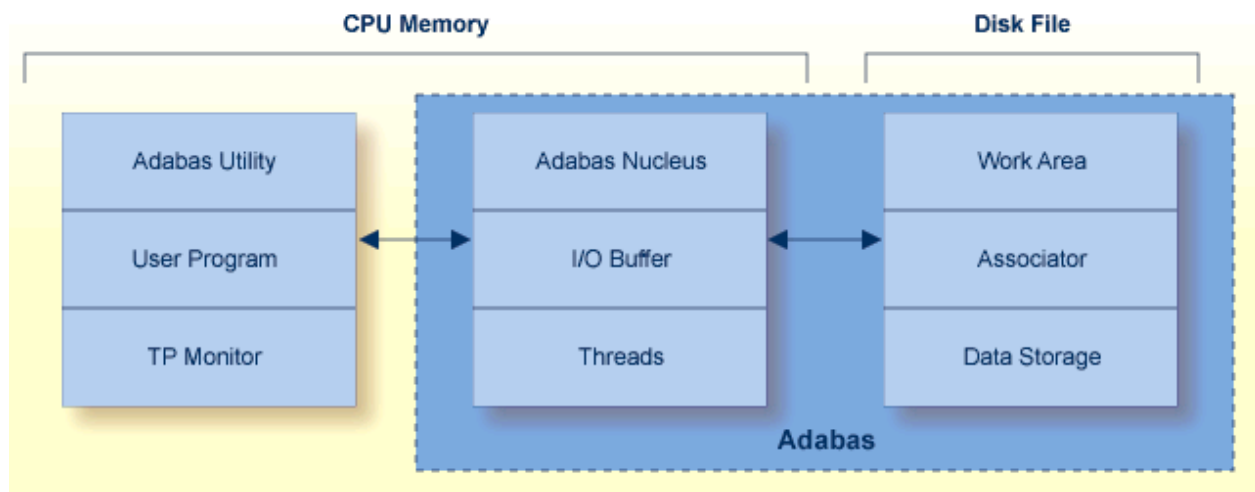 CPU Memory
Disk File
Adabas Utility
User Program
TP Monitor
Adabas Nucleus
I/O Buffer
Threads
Work Area
Associator
Data Storage
Adabas